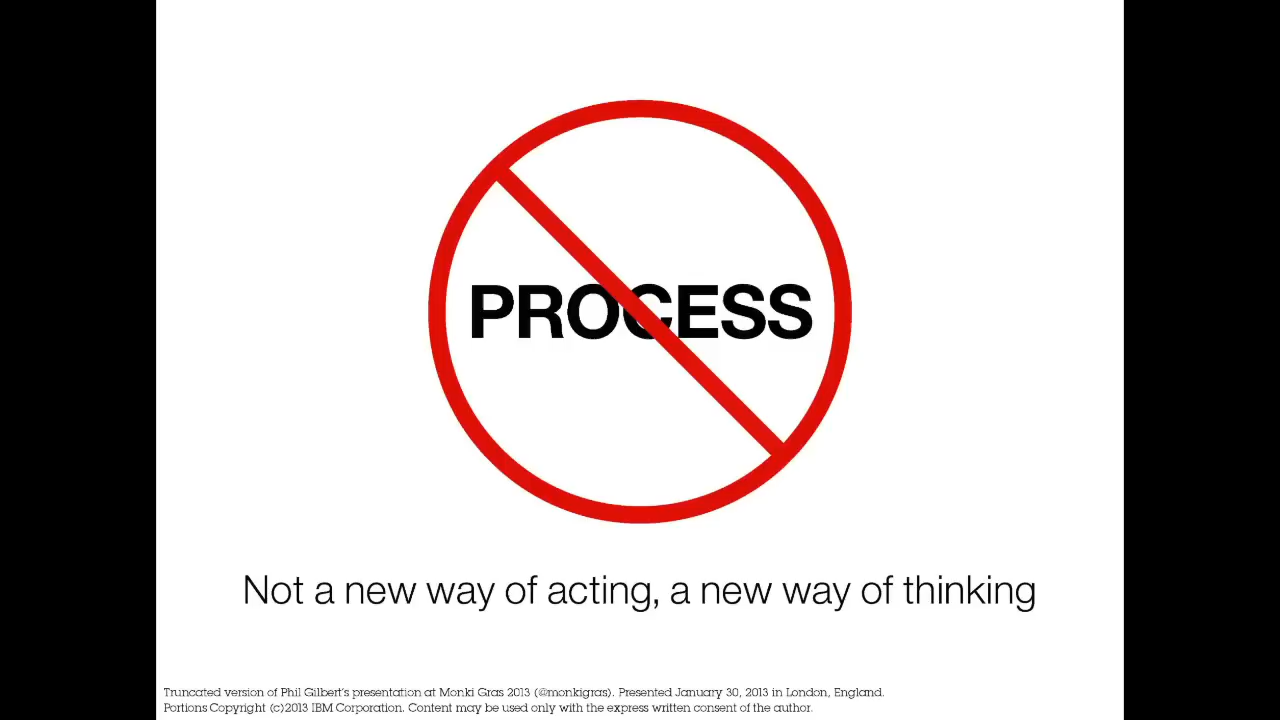 PROCESS
Not a new way of acting, a new way of thinking
Truncated version of Phil Gilbert's presentation at Monki Gras 2013 (@monkigras). Presented January 30, 2013 in London, England.
Portions Copyright (c)2013 IBM Corporation. Content may be used only with the express written consent of the author.